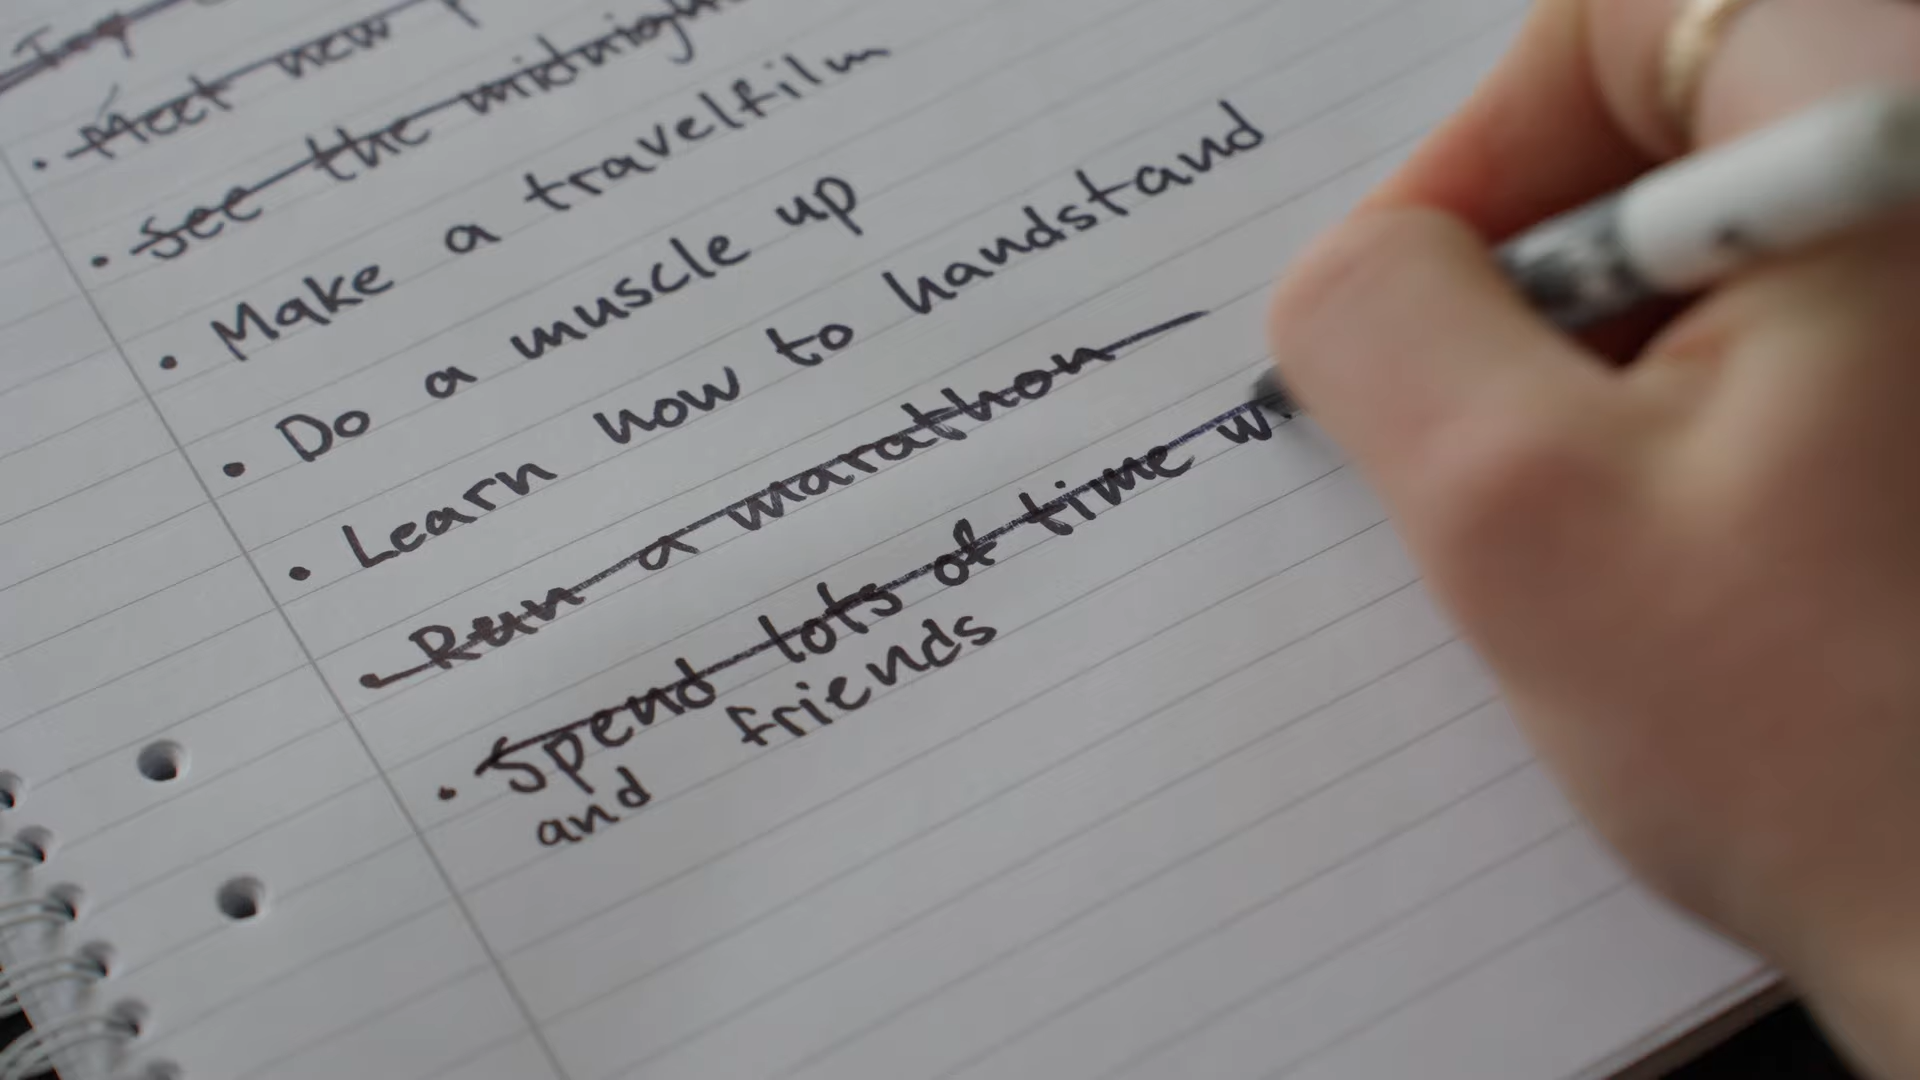 • Meet new
• See the midnigh
• Make a travelfilm
• Do a muscle up
• Learn how to handstand
• Run a marathon
• Spend lots of time w
and friends